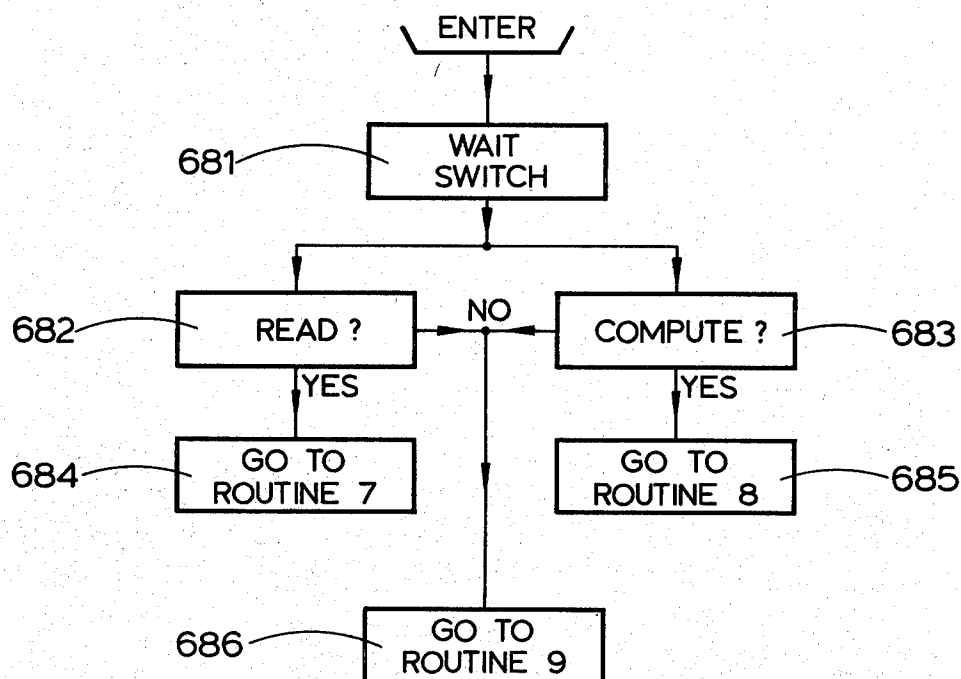 ENTER
681
WAIT
SWITCH
682
READ ?
NO
COMPUTE ?
683
YES
YES
684
GO TO
ROUTINE 7
GO TO
ROUTINE 8
685
686
GO TO
ROUTINE 9